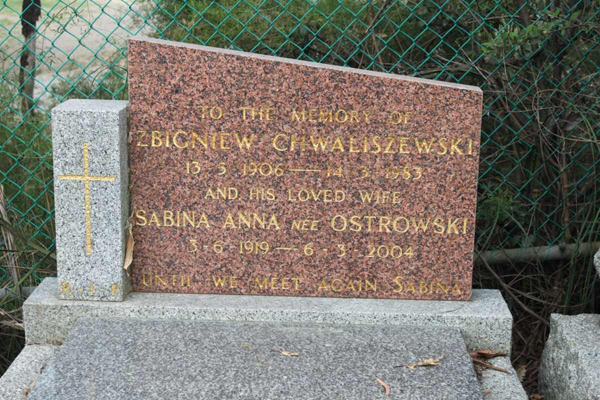 TO THE MEMORY OF
ZBIGNIEW CHWALISZEWSKI
13 · 5 · 1906 — 14 · 3 · 1983
AND HIS LOVED WIFE
SABINA ANNA NEE OSTROWSKI
3 · 6 · 1919 — 6 · 3 · 2004
UNTIL WE MEET AGAIN SABINA
R.I.P